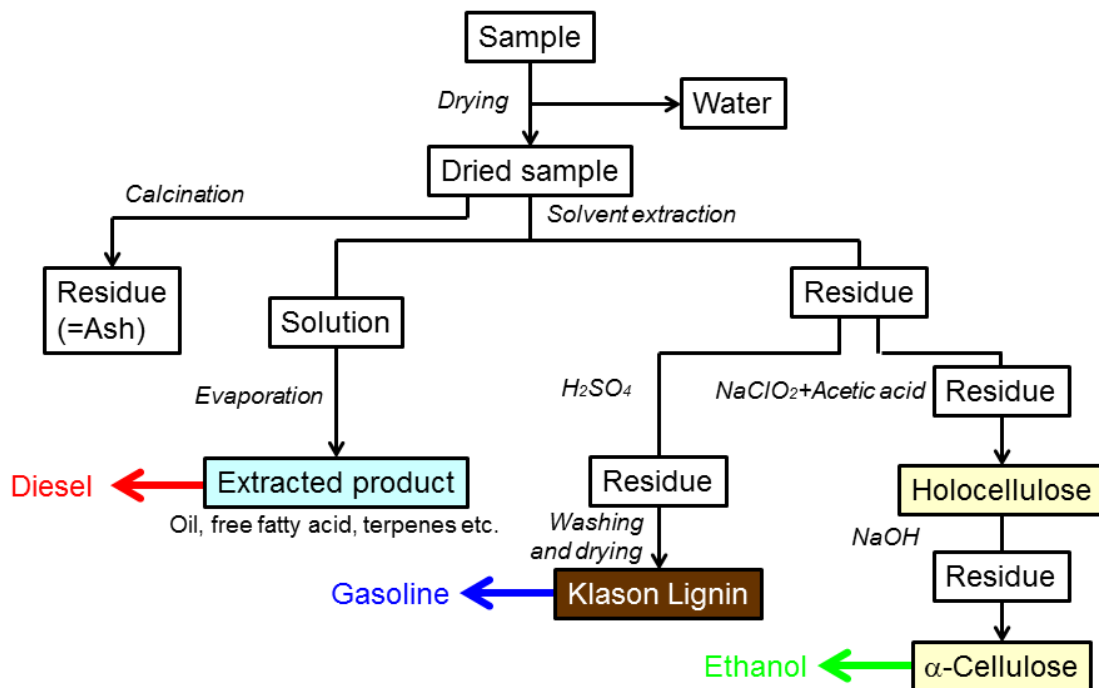 Sample
Drying
Water
Dried sample
Calcination
Solvent extraction
Residue
(=Ash)
Solution
Residue
Evaporation
H₂SO₄
NaClO₂+Acetic acid
Residue
Diesel
Extracted product
Residue
Holocellulose
Oil, free fatty acid, terpenes etc.
Washing
and drying
NaOH
Gasoline
Klason Lignin
Residue
Ethanol
α-Cellulose